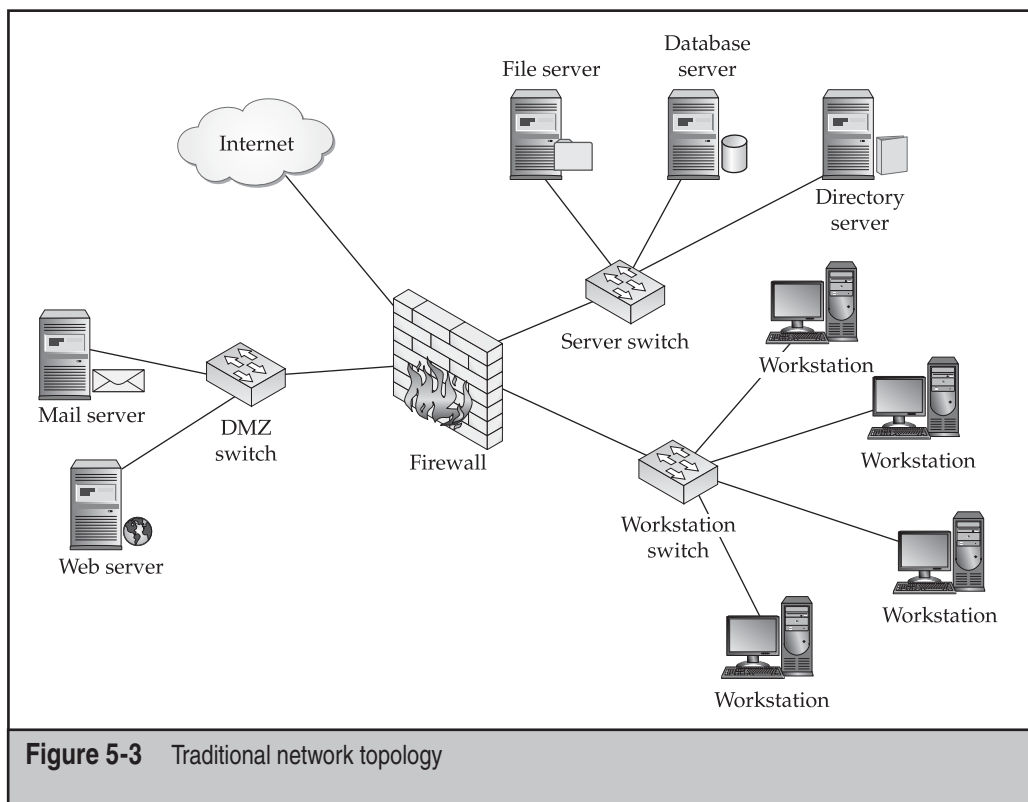 File server
Database
server
Internet
Directory
server
Server switch
Workstation
Mail server
DMZ
switch
Firewall
Workstation
Workstation
switch
Web server
Workstation
Workstation
Figure 5-3 Traditional network topology